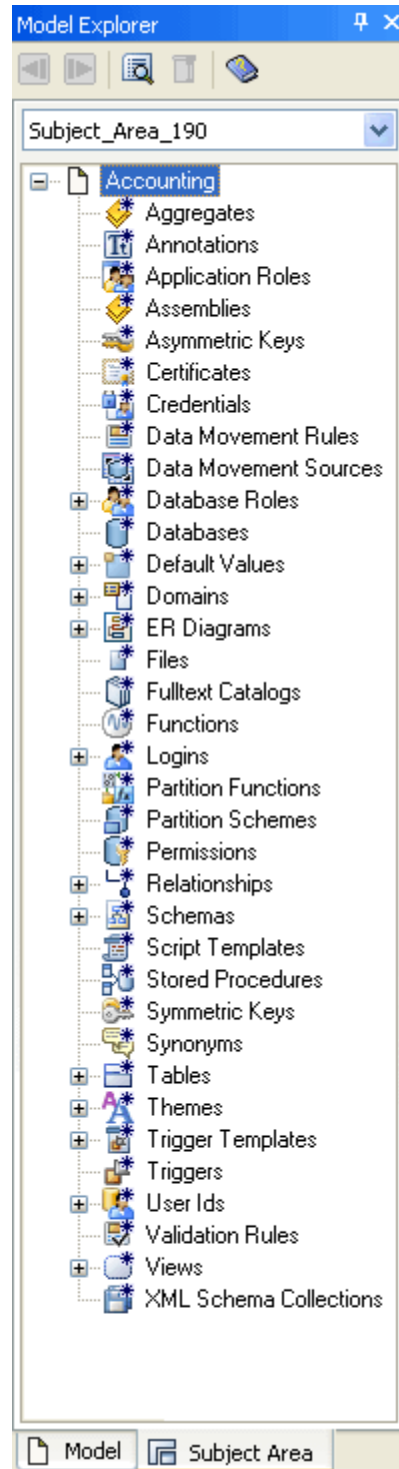 Model Explorer
Subject_Area_190
Accounting
Aggregates
Annotations
Application Roles
Assemblies
Asymmetric Keys
Certificates
Credentials
Data Movement Rules
Data Movement Sources
Database Roles
Databases
Default Values
Domains
ER Diagrams
Files
Fulltext Catalogs
Functions
Logins
Partition Functions
Partition Schemes
Permissions
Relationships
Schemas
Script Templates
Stored Procedures
Symmetric Keys
Synonyms
Tables
Themes
Trigger Templates
Triggers
User Ids
Validation Rules
Views
XML Schema Collections
Model Subject Area